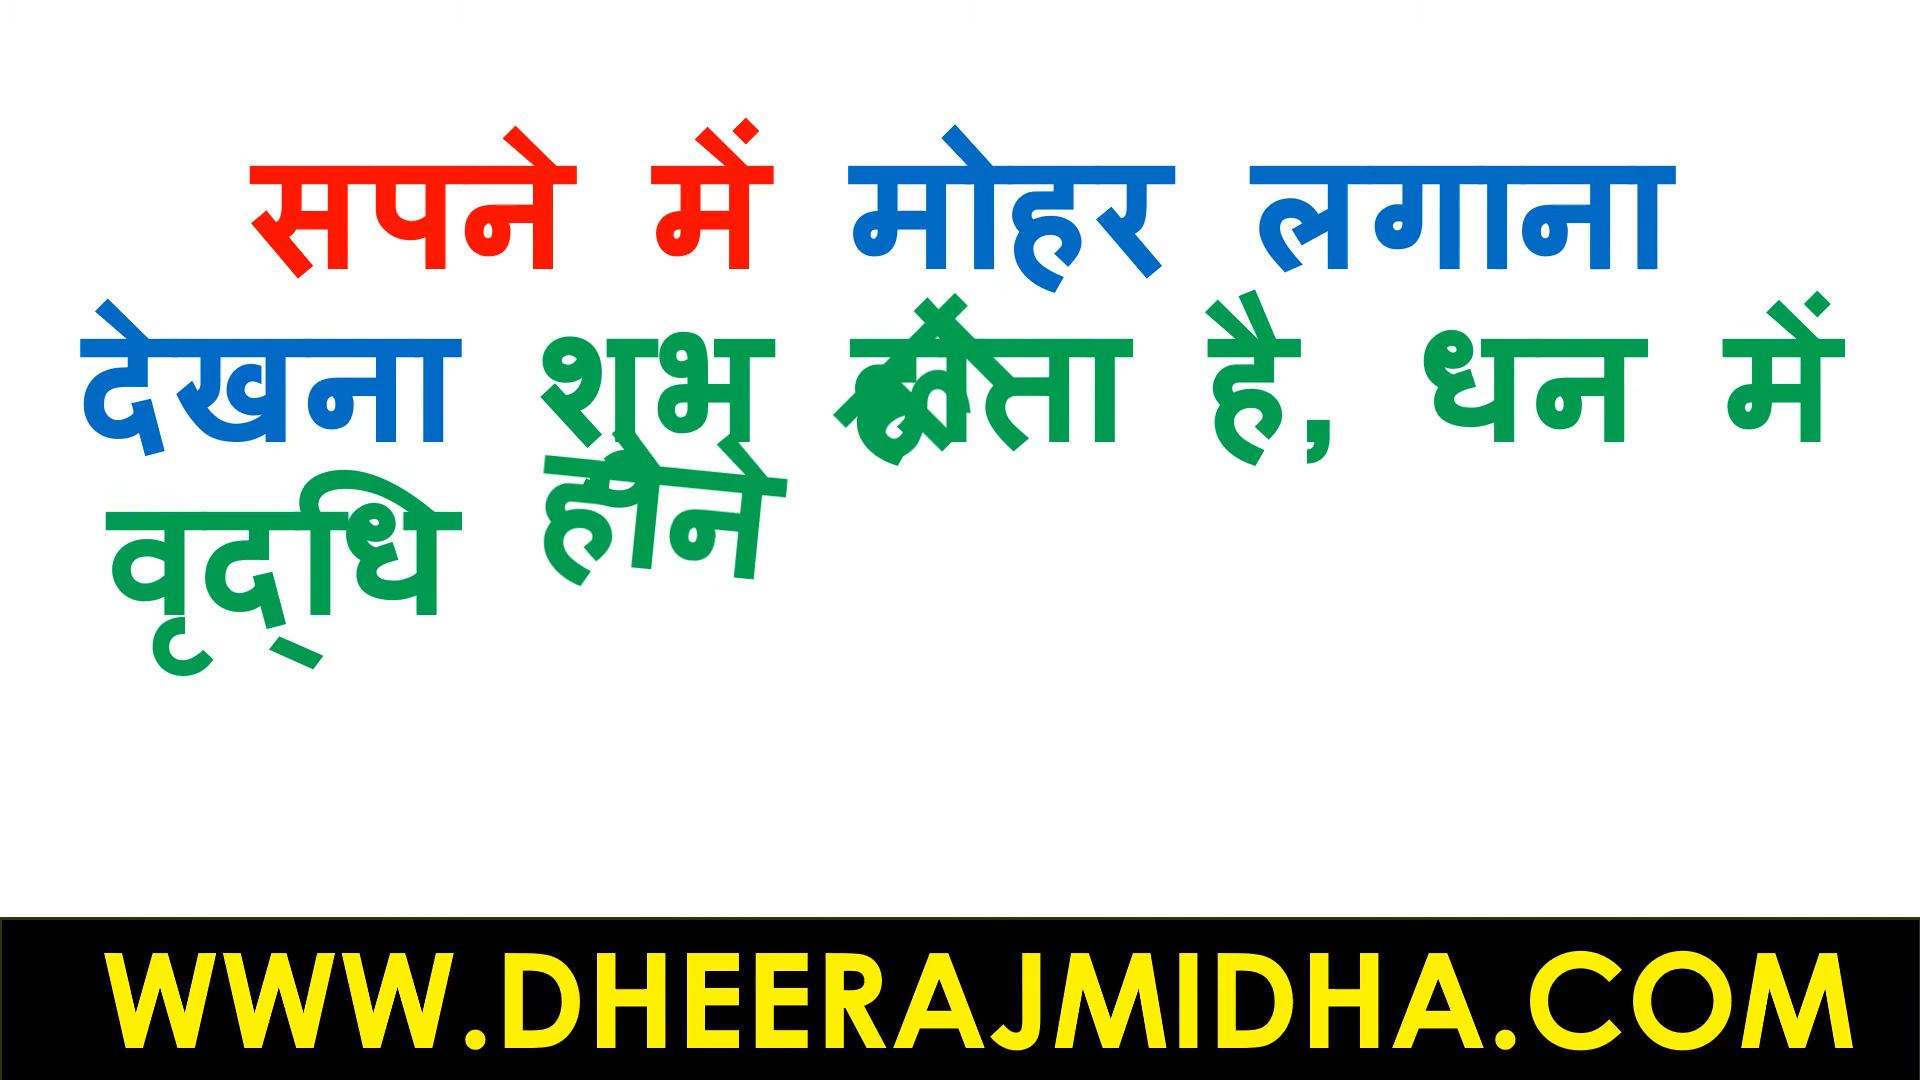 सपने में मोहर लगाना
देखना शुभ होता है, धन में
वृद्धि होने
WWW.DHEERAJMIDHA.COM